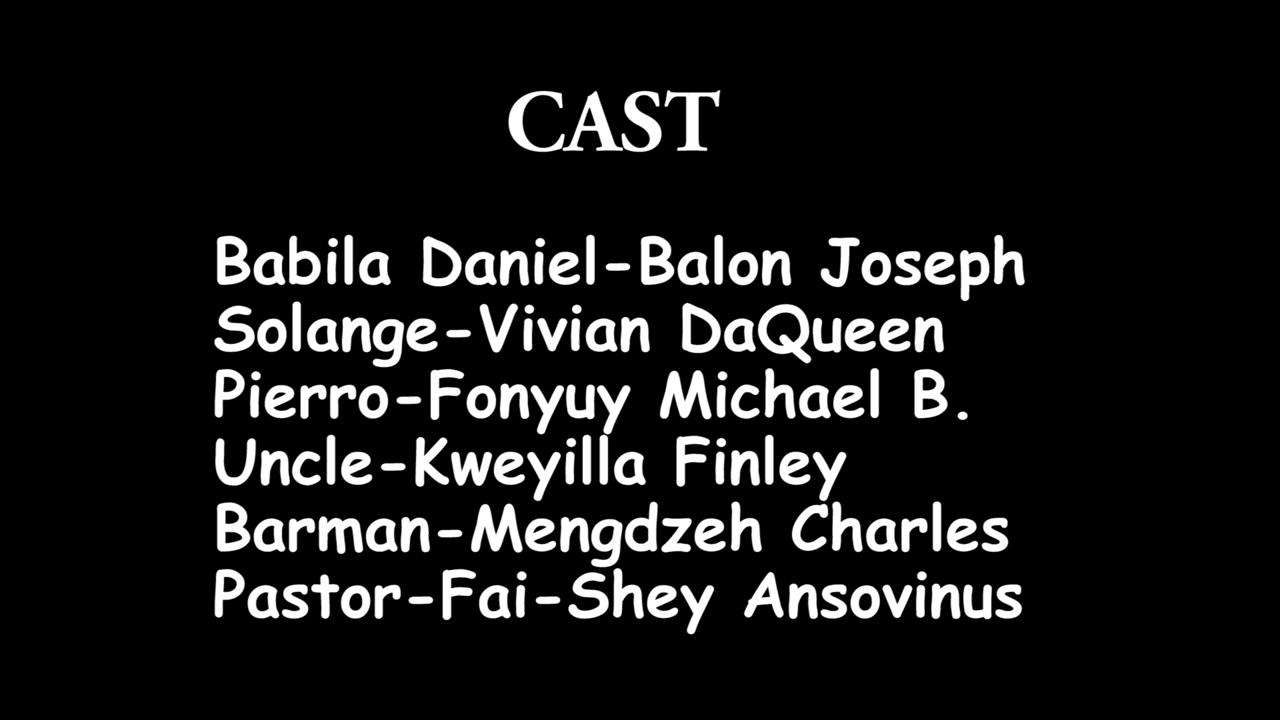 CAST
Babila Daniel-Balon Joseph
Solange-Vivian DaQueen
Pierro-Fonyuy Michael B.
Uncle-Kweyilla Finley
Barman-Mengdzeh Charles
Pastor-Fai-Shey Ansovinus